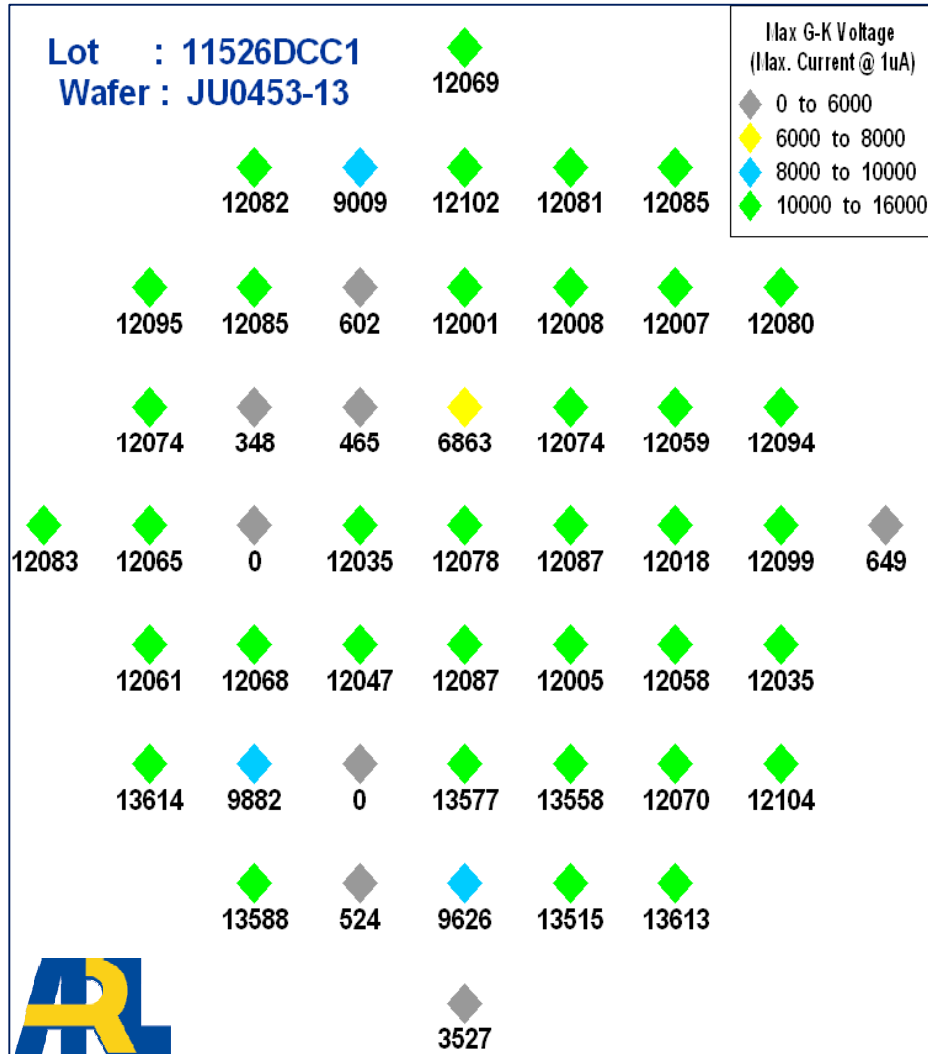 Lot : 11526DCC1
Wafer : JU0453-13
Max G-K Voltage
(Max. Current @ 1uA)
0 to 6000
6000 to 8000
8000 to 10000
10000 to 16000
12069
12082 9009 12102 12081 12085
12095 12085 602 12001 12008 12007 12080
12074 348 465 6863 12074 12059 12094
12083 12065 0 12035 12078 12087 12018 12099 649
12061 12068 12047 12087 12005 12058 12035
13614 9882 0 13577 13558 12070 12104
13588 524 9626 13515 13613
3527
ARL